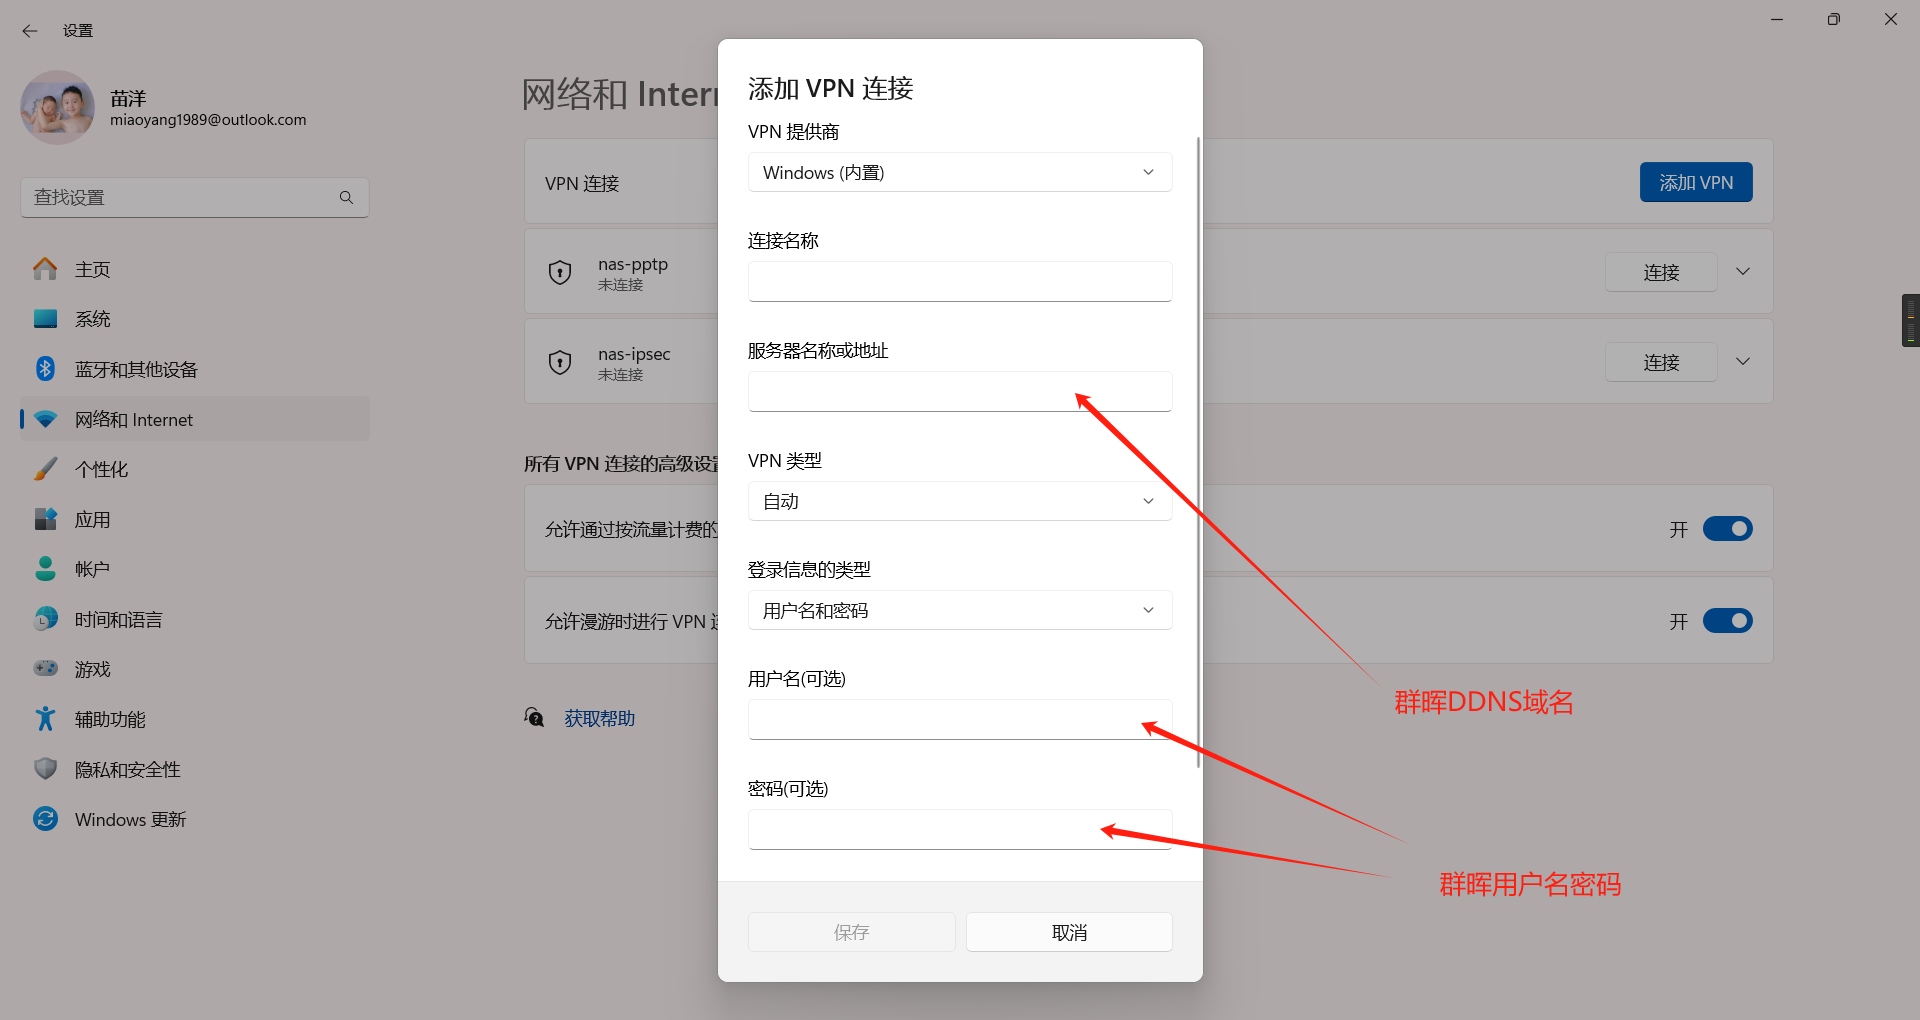 设置
苗洋
miaoyang1989@outlook.com
查找设置
主页
系统
蓝牙和其他设备
网络和 Internet
个性化
应用
帐户
时间和语言
游戏
辅助功能
隐私和安全性
Windows 更新
网络和 Inter
VPN 连接
添加 VPN
nas-pptp
未连接
连接
nas-ipsec
未连接
连接
所有 VPN 连接的高级设
允许通过按流量计费的
开
允许漫游时进行 VPN
开
获取帮助
添加 VPN 连接
VPN 提供商
Windows (内置)
连接名称
服务器名称或地址
VPN 类型
自动
登录信息的类型
用户名和密码
用户名(可选)
密码(可选)
保存
取消
群晖DDNS域名
群晖用户名密码